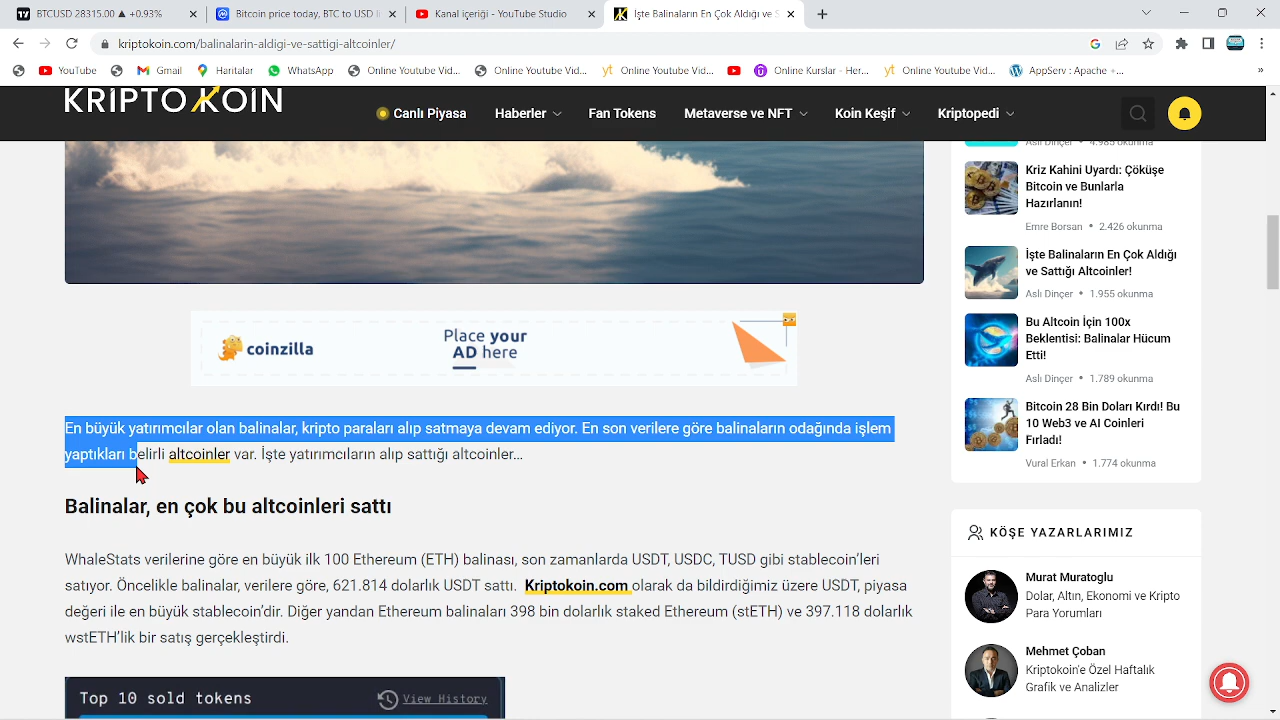 BTCUSD 28315.00 ▲ +0.93%
Bitcoin price today, BTC to USD li
Kanal içeriği - YouTube Studio
İşte Balinaların En Çok Aldığı ve S
kriptokoin.com/balinalarin-aldigi-ve-sattigi-altcoinler/
YouTube
Gmail
Haritalar
WhatsApp
Online Youtube Vid...
Online Youtube Vid...
Online Youtube Vid...
Online Kurslar - Her...
Online Youtube Vid...
AppServ : Apache +...
KRIPTOKOIN
Canlı Piyasa
Haberler
Fan Tokens
Metaverse ve NFT
Koin Keşif
Kriptopedi
coinzilla
Place your
AD here
En büyük yatırımcılar olan balinalar, kripto paraları alıp satmaya devam ediyor. En son verilere göre balinaların odağında işlem
yaptıkları belirli altcoinler var. İşte yatırımcıların alıp sattığı altcoinler...
Balinalar, en çok bu altcoinleri sattı
WhaleStats verilerine göre en büyük ilk 100 Ethereum (ETH) balinası, son zamanlarda USDT, USDC, TUSD gibi stablecoin’leri
satıyor. Öncelikle balinalar, verilere göre, 621.814 dolarlık USDT sattı. Kriptokoin.com olarak da bildirdiğimiz üzere USDT, piyasa
değeri ile en büyük stablecoin’dir. Diğer yandan Ethereum balinaları 398 bin dolarlık staked Ethereum (stETH) ve 397.118 dolarlık
wstETH’lik bir satış gerçekleştirdi.
Top 10 sold tokens
View History
Aslı Dinçer • 4.985 okunma
Kriz Kahini Uyardı: Çöküşe
Bitcoin ve Bunlarla
Hazırlanın!
Emre Borsan • 2.426 okunma
İşte Balinaların En Çok Aldığı
ve Sattığı Altcoinler!
Aslı Dinçer • 1.955 okunma
Bu Altcoin İçin 100x
Beklentisi: Balinalar Hücum
Etti!
Aslı Dinçer • 1.789 okunma
Bitcoin 28 Bin Doları Kırdı! Bu
10 Web3 ve AI Coinleri
Fırladı!
Vural Erkan • 1.774 okunma
KÖŞE YAZARLARIMIZ
Murat Muratoglu
Dolar, Altın, Ekonomi ve Kripto
Para Yorumları
Mehmet Çoban
Kriptokoin'e Özel Haftalık
Grafik ve Analizler